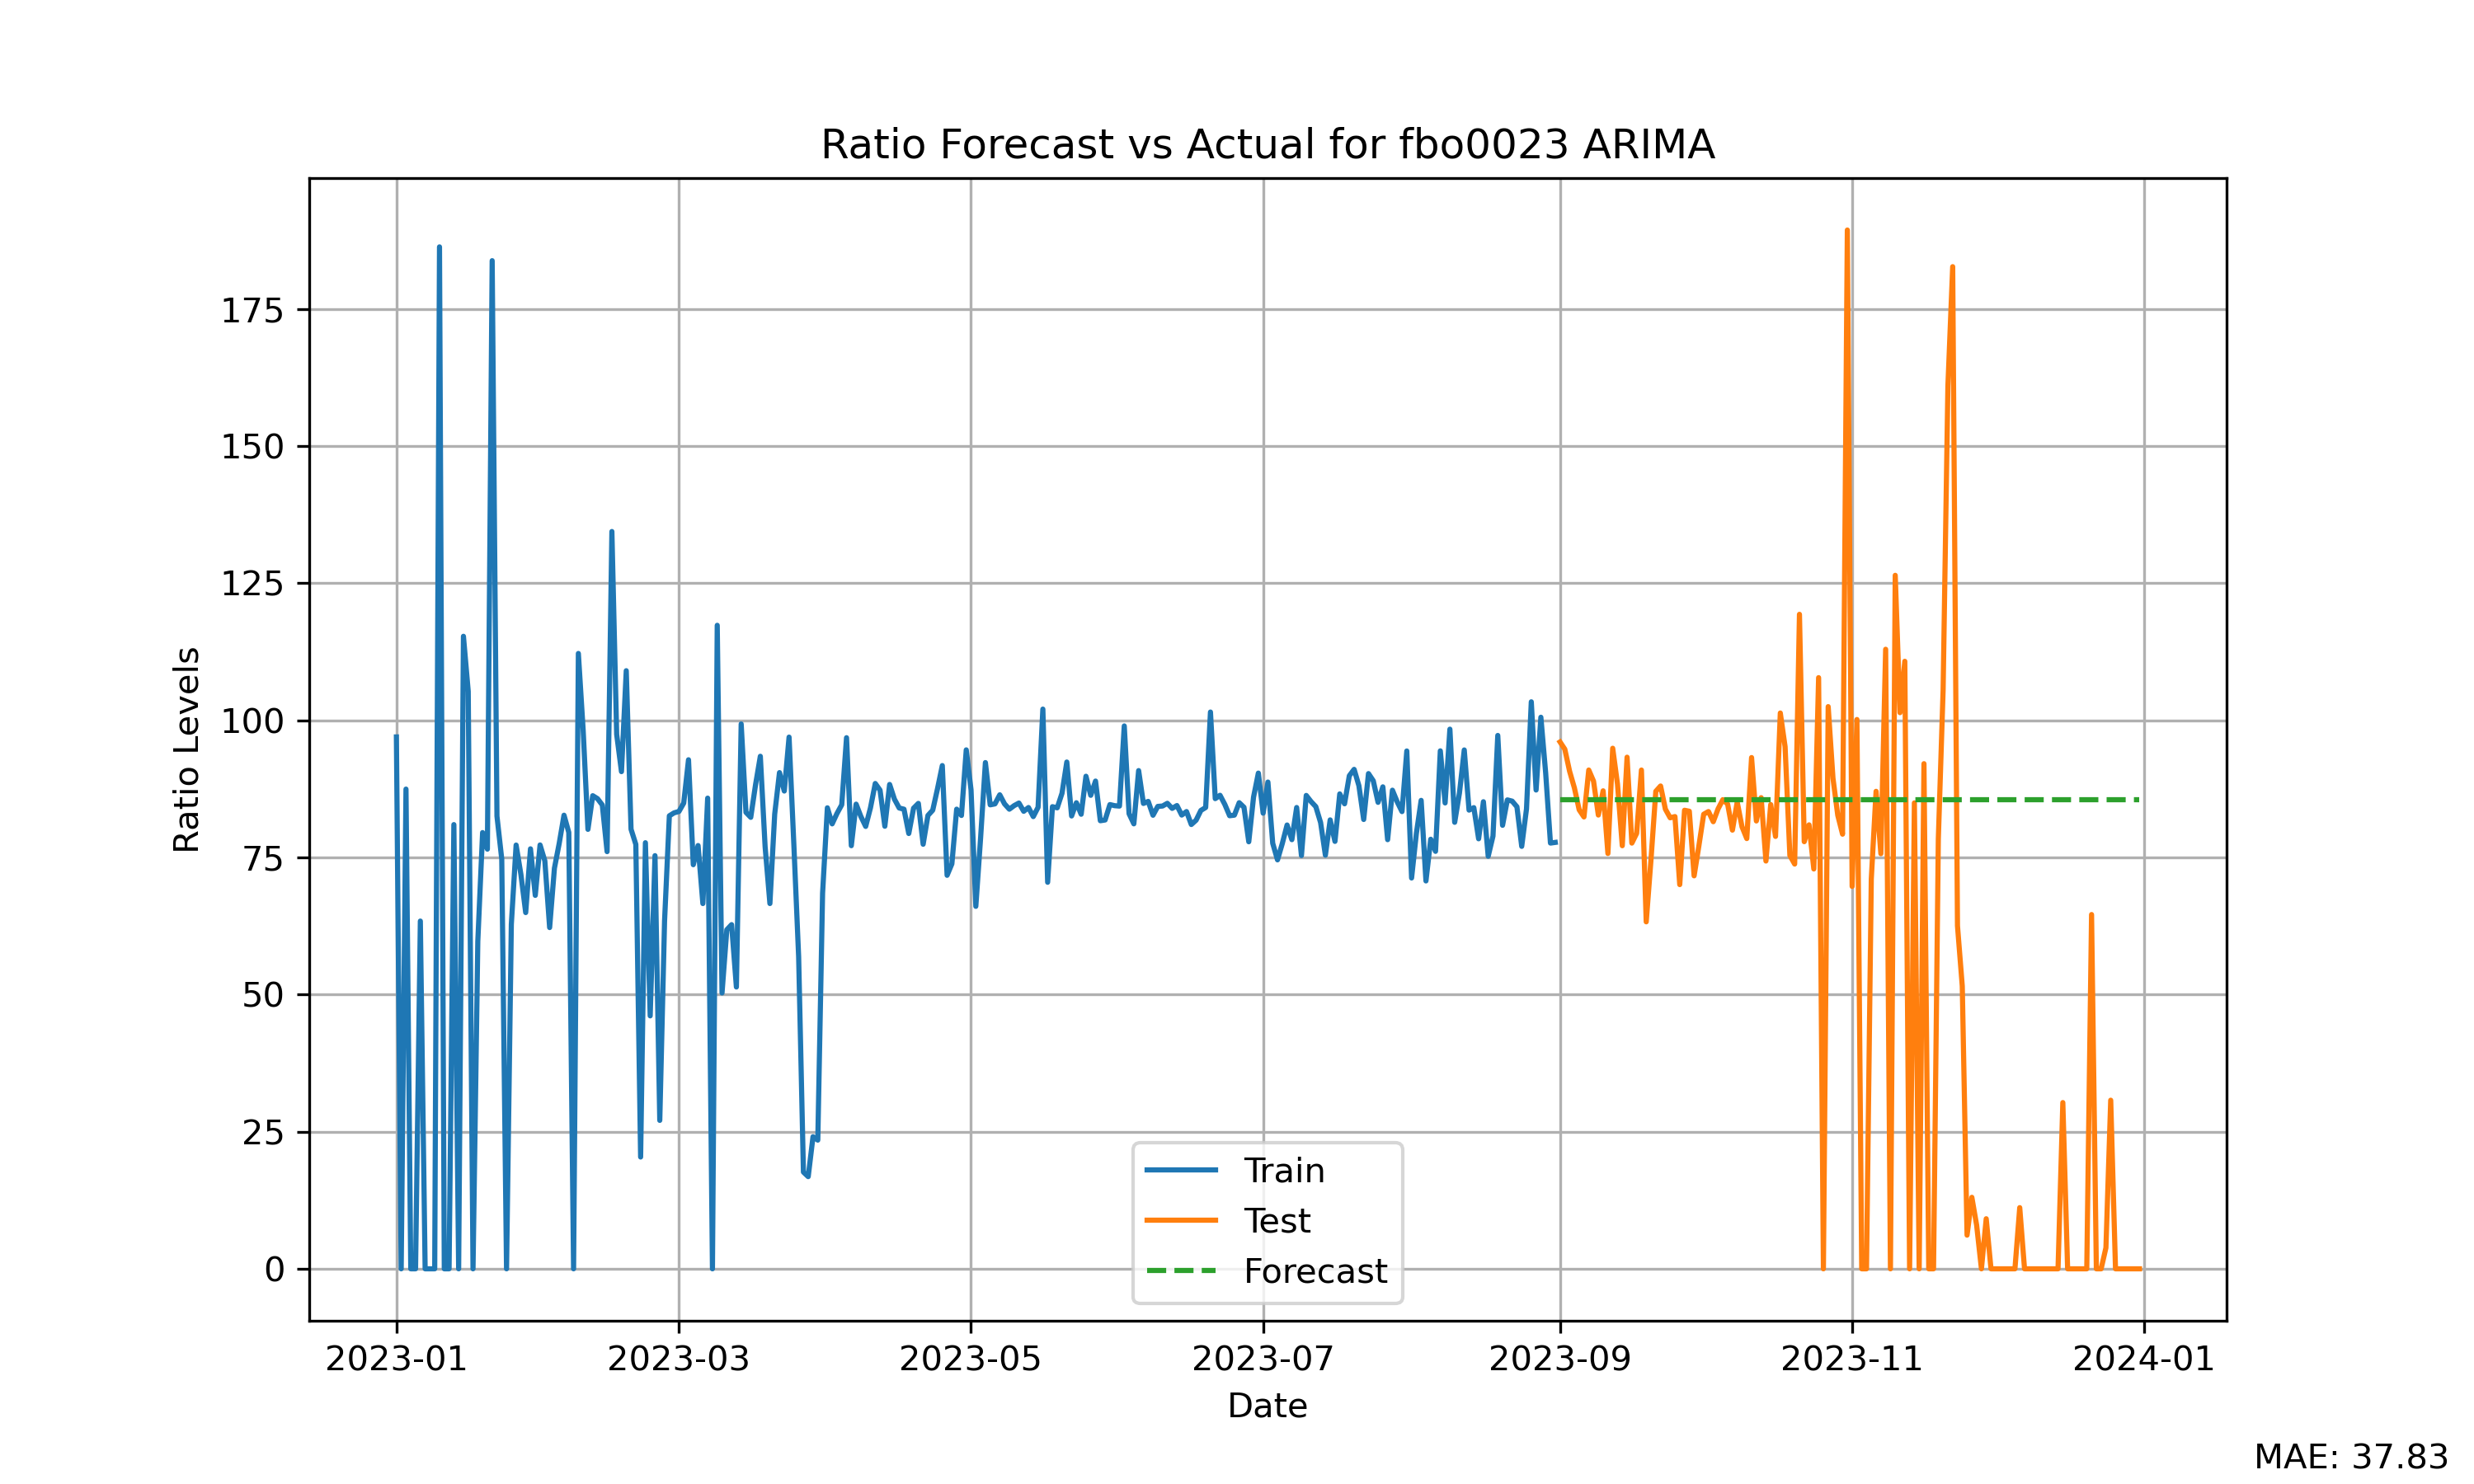 Ratio Forecast vs Actual for fbo0023 ARIMA
Ratio Levels
175
150
125
100
75
50
25
0
Train
Test
Forecast
2023-01
2023-03
2023-05
2023-07
2023-09
2023-11
2024-01
Date
MAE: 37.83